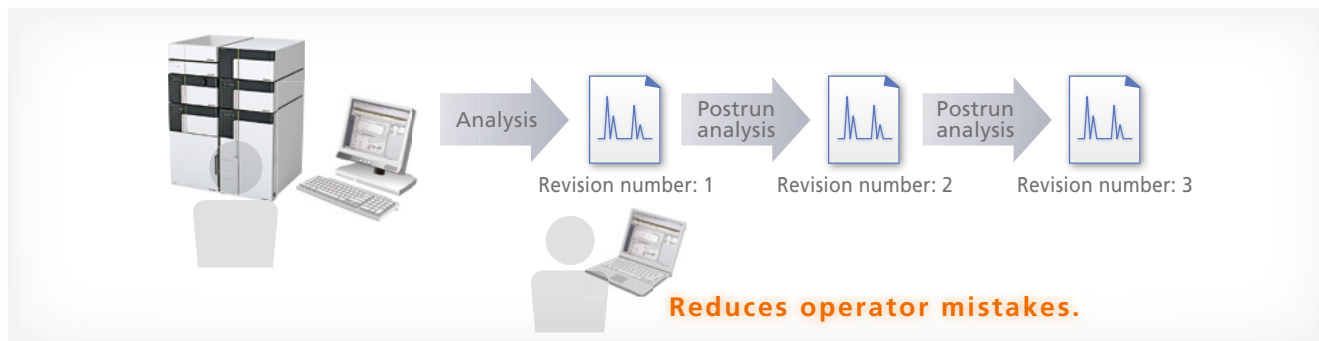 Analysis
Postrun
analysis
Postrun
analysis
Revision number: 1
Revision number: 2
Revision number: 3
Reduces operator mistakes.